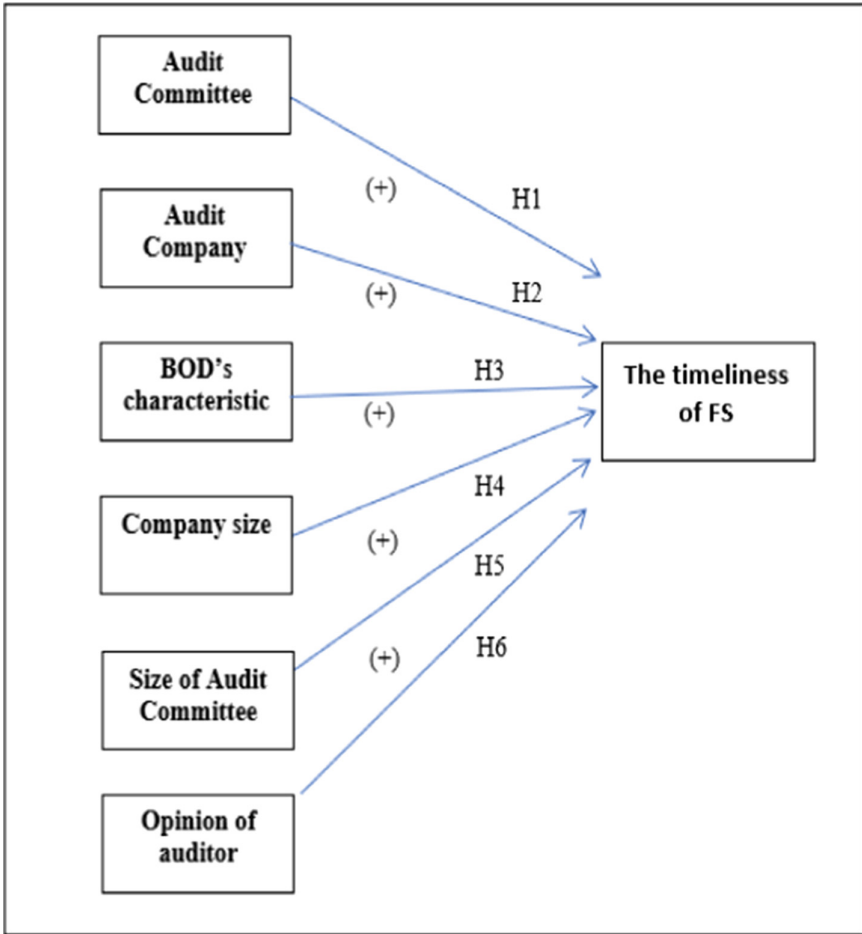 Audit
Committee
(+)
H1
Audit
Company
(+)
H2
BOD's
characteristic
H3
(+)
The timeliness
of FS
Company size
H4
(+)
H5
Size of Audit
Committee
(+)
H6
Opinion of
auditor